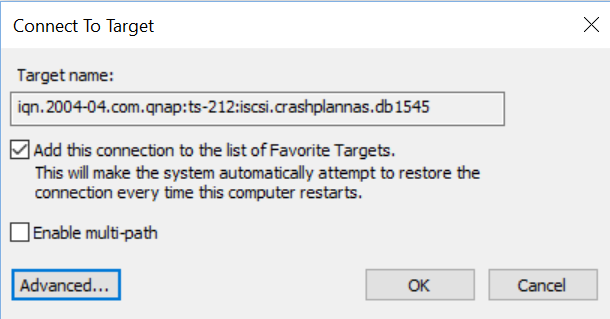 Connect To Target
Target name:
iqn.2004-04.com.qnap:ts-212:iscsi.crashplannas.db1545
Add this connection to the list of Favorite Targets.
This will make the system automatically attempt to restore the
connection every time this computer restarts.
Enable multi-path
Advanced... OK Cancel